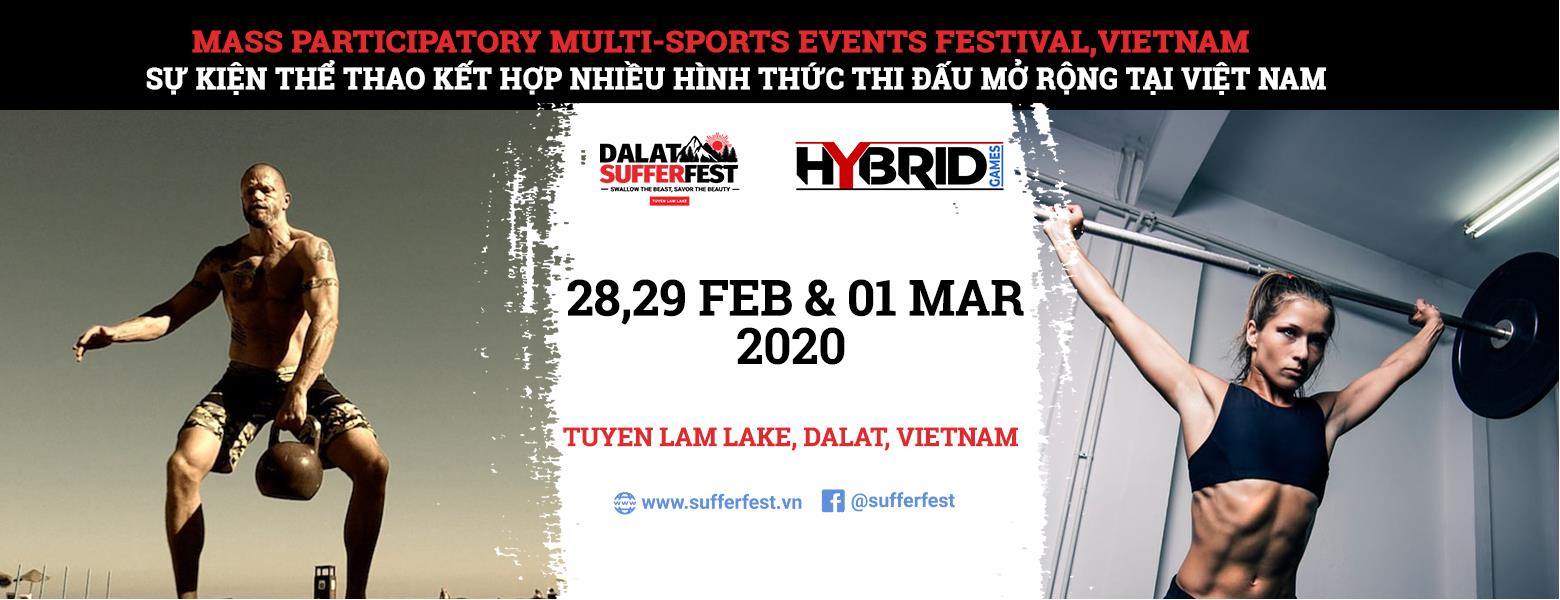 MASS PARTICIPATORY MULTI-SPORTS EVENTS FESTIVAL,VIETNAM
SỰ KIỆN THỂ THAO KẾT HỢP NHIỀU HÌNH THỨC THI ĐẤU MỞ RỘNG TẠI VIỆT NAM
DALAT
SUFFERFEST
SWALLOW THE BEAST, SAVOR THE BEAUTY
TUYEN LAM LAKE
HYBRID
GAMES
28,29 FEB & 01 MAR
2020
TUYEN LAM LAKE, DALAT, VIETNAM
www.sufferfest.vn
@sufferfest